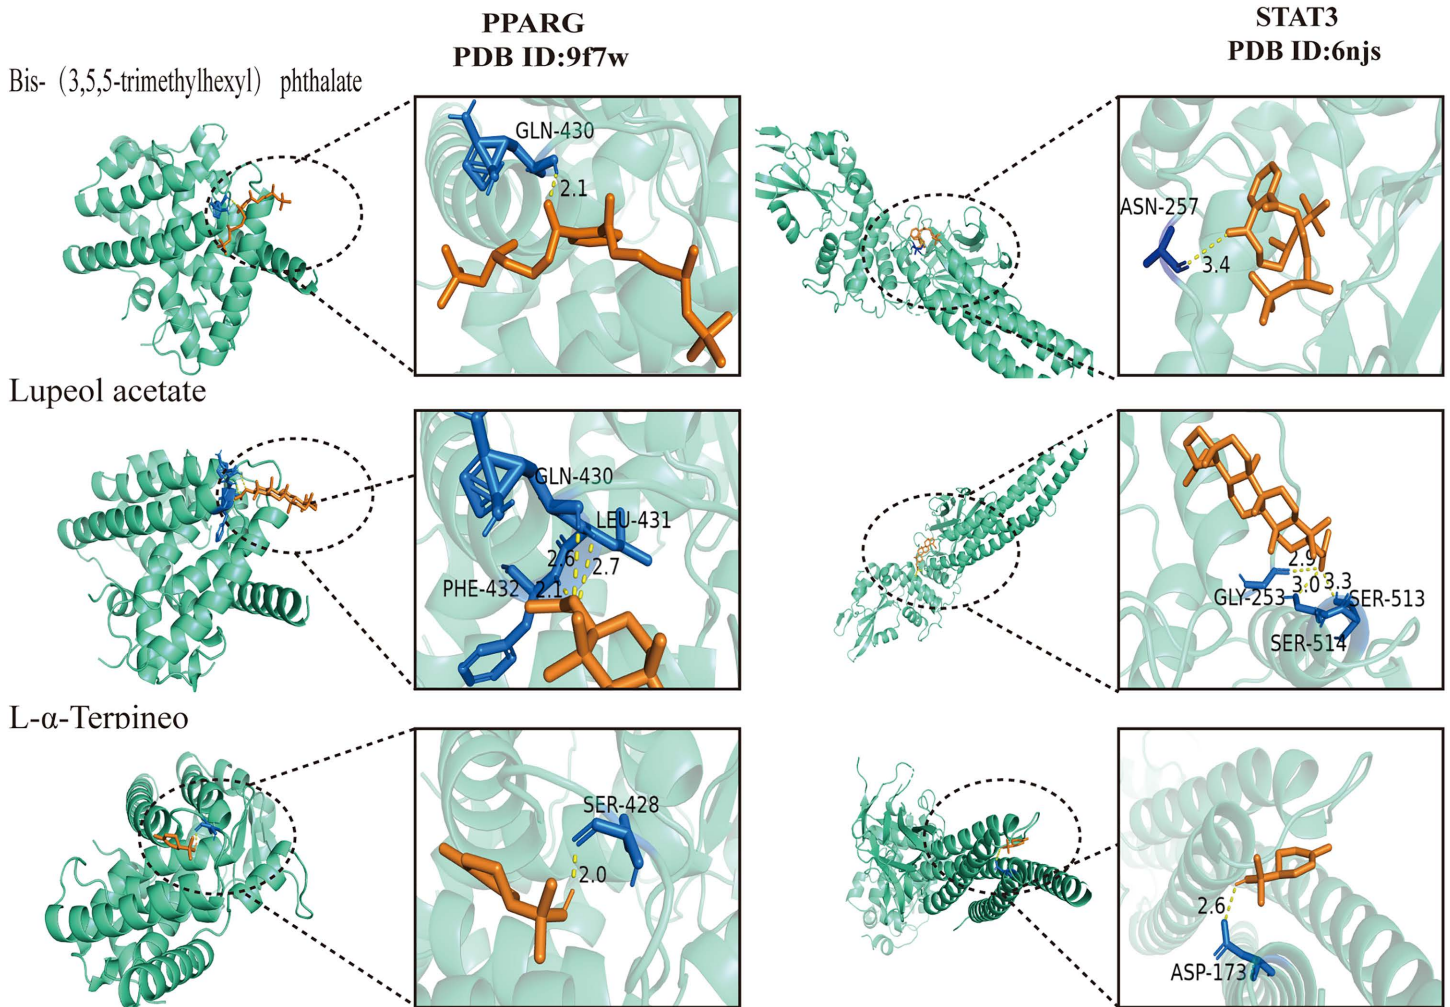 PPARG
PDB ID:9f7w
STAT3
PDB ID:6njs
Bis-（3,5,5-trimethylhexyl） phthalate
GLN-430
2.1
ASN-257
3.4
Lupeol acetate
GLN-430
LEU-431
2.6
2.7
PHE-432
2.1
2.9
3.0
3.3
GLY-253
SER-513
SER-514
L-α-Terpineo
SER-428
2.0
2.6
ASP-173